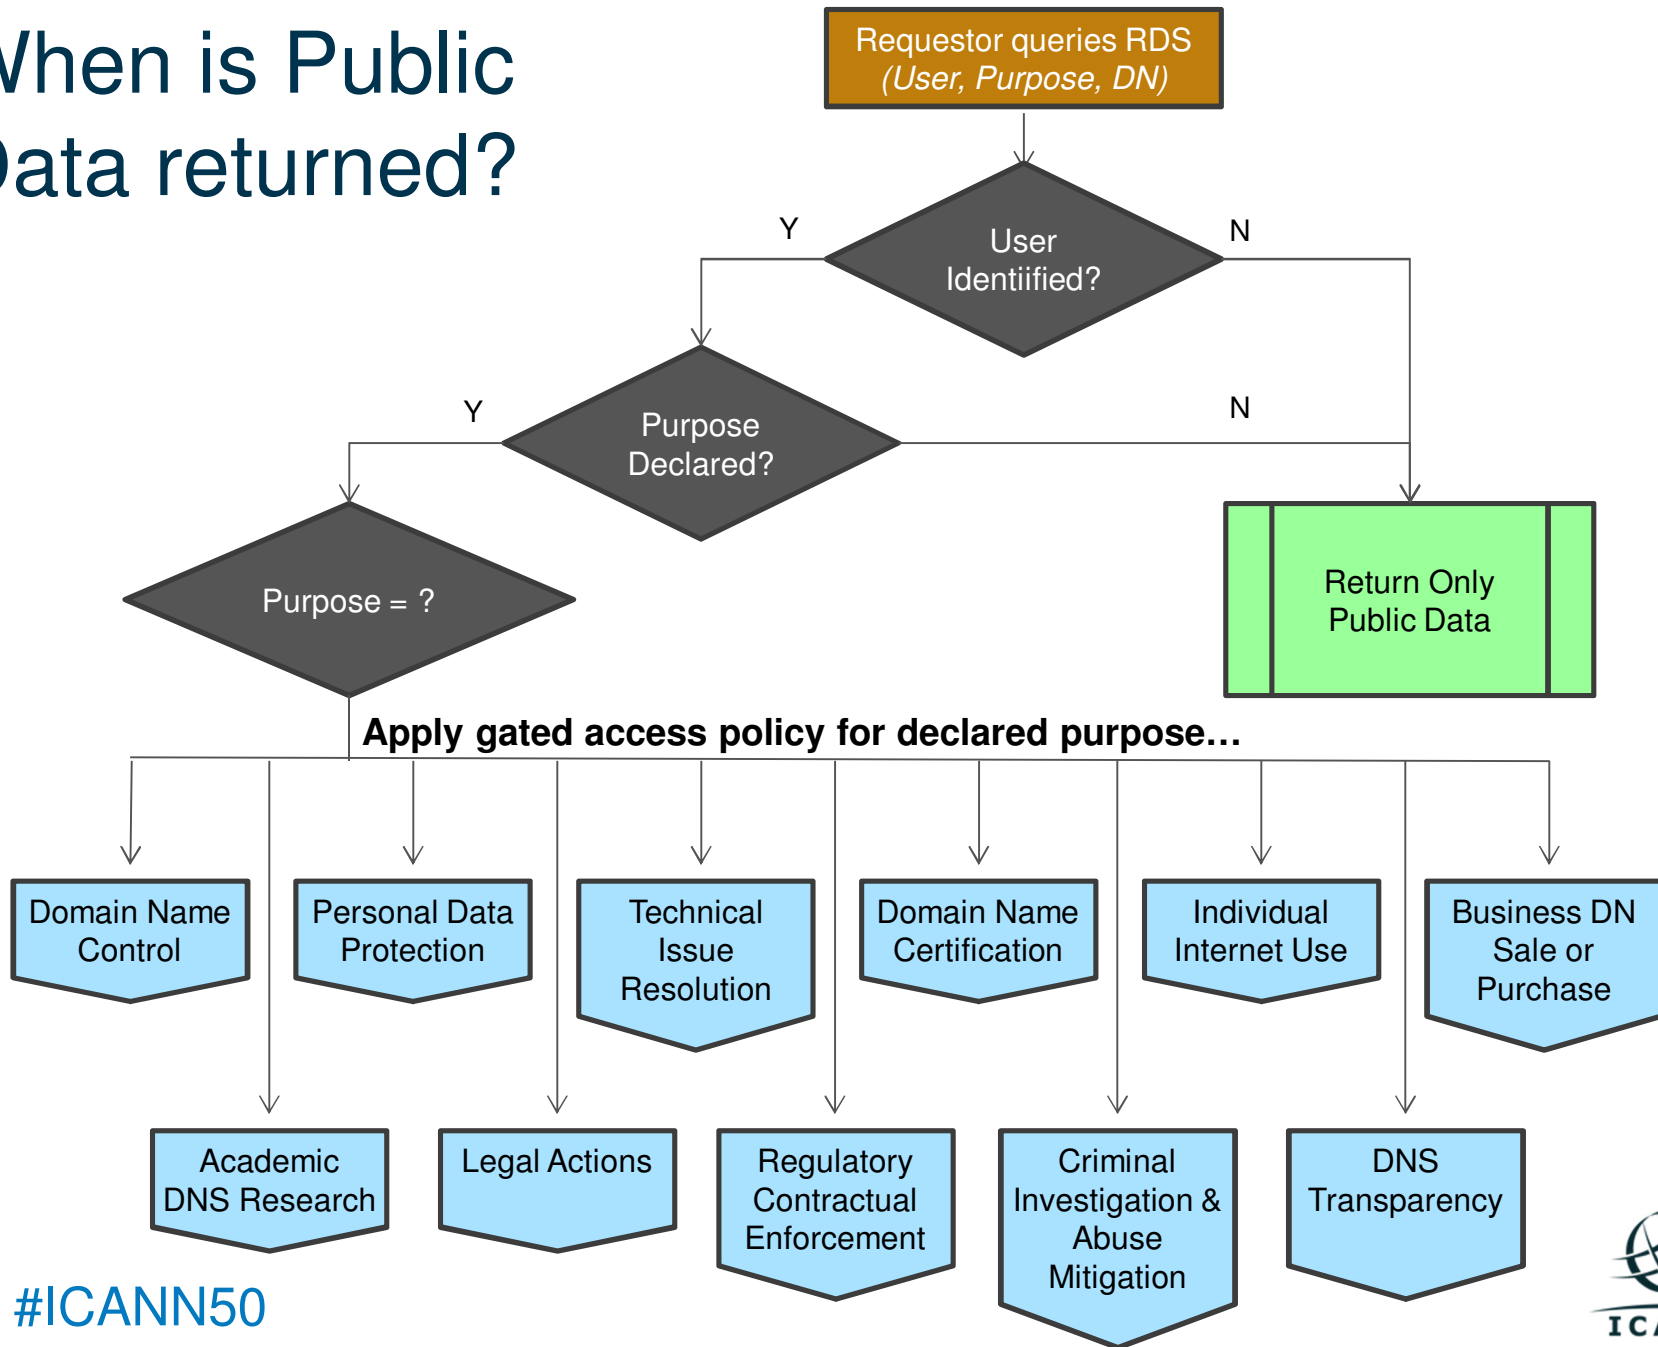 When is Public
Data returned?
Requestor queries RDS
(User, Purpose, DN)
Y
User
Identiified?
N
Y
Purpose
Declared?
N
Purpose = ?
Return Only
Public Data
Apply gated access policy for declared purpose…
Domain Name
Control
Personal Data
Protection
Technical
Issue
Resolution
Domain Name
Certification
Individual
Internet Use
Business DN
Sale or
Purchase
Academic
DNS Research
Legal Actions
Regulatory
Contractual
Enforcement
Criminal
Investigation &
Abuse
Mitigation
DNS
Transparency
#ICANN50